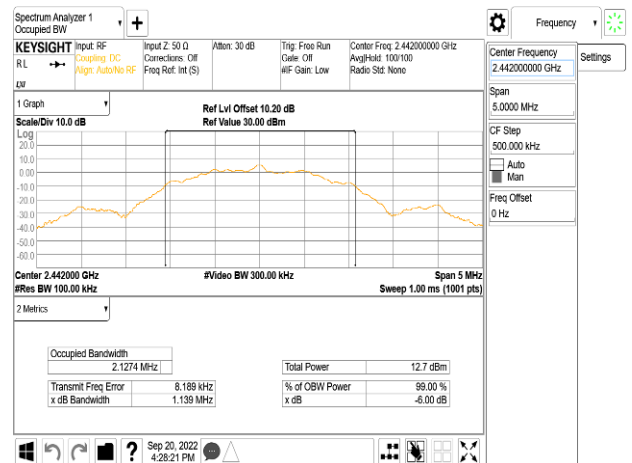 Spectrum Analyzer 1
Occupied BW
Frequency
KEYSIGHT
RL
LXI
Input: RF
Coupling: DC
Align: Auto/No RF
Input Z: 50 Ω
Corrections: Off
Freq Ref: Int (S)
Atten: 30 dB
Trig: Free Run
Gate: Off
#IF Gain: Low
Center Freq: 2.442000000 GHz
Avg|Hold: 100/100
Radio Std: None
Center Frequency
2.442000000 GHz
Settings
Span
5.0000 MHz
CF Step
500.000 kHz
Auto
Man
Freq Offset
0 Hz
1 Graph
Scale/Div 10.0 dB
Ref Lvl Offset 10.20 dB
Ref Value 30.00 dBm
Log
20.0
10.0
0.00
-10.0
-20.0
-30.0
-40.0
-50.0
-60.0
Center 2.442000 GHz
#Video BW 300.00 kHz
Span 5 MHz
#Res BW 100.00 kHz
Sweep 1.00 ms (1001 pts)
2 Metrics
Occupied Bandwidth
2.1274 MHz
Total Power 12.7 dBm
Transmit Freq Error 8.189 kHz
% of OBW Power 99.00 %
x dB Bandwidth 1.139 MHz
x dB -6.00 dB
?
Sep 20, 2022
4:28:21 PM